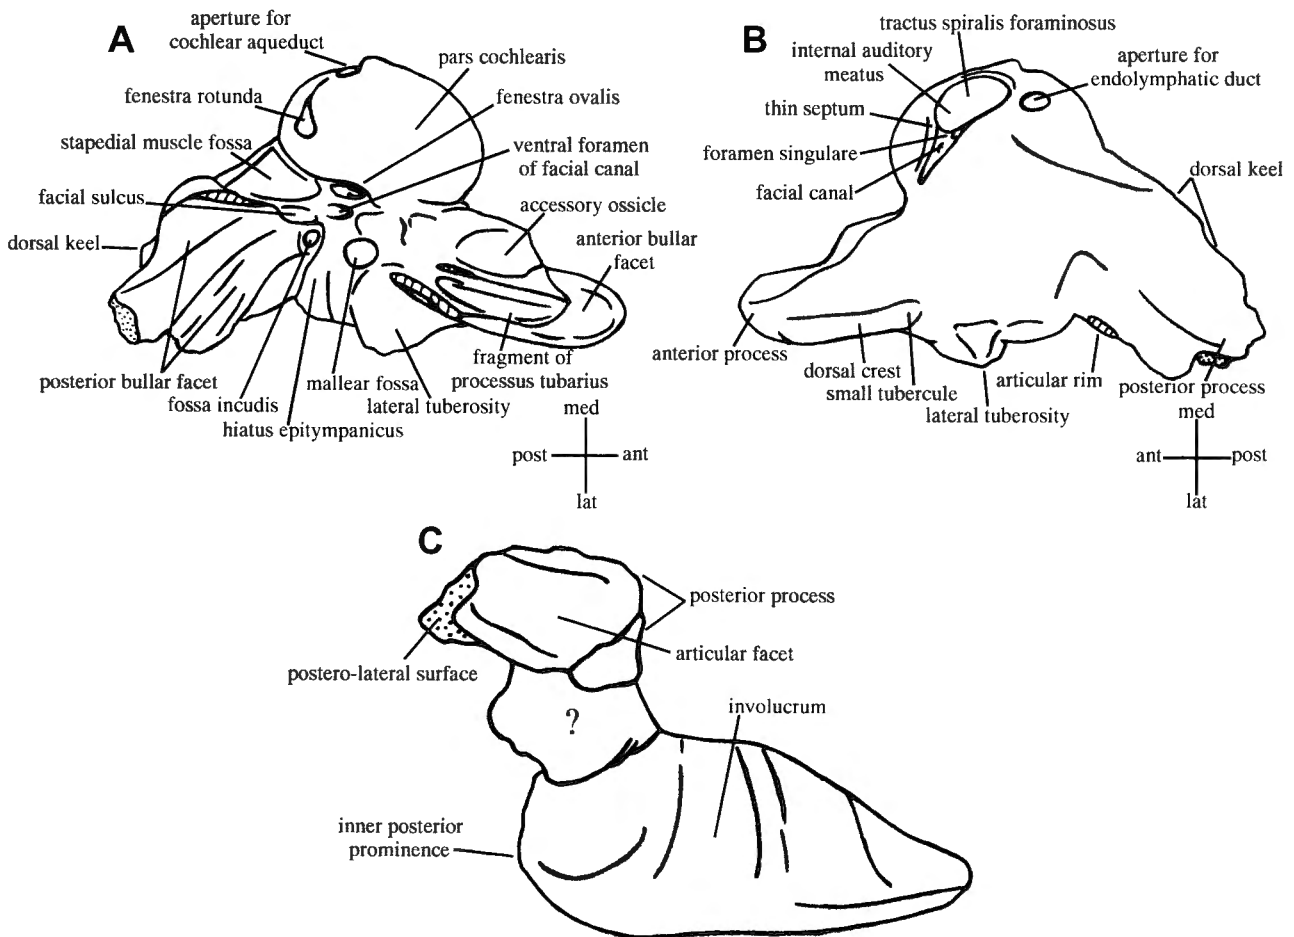 A
aperture for
cochlear aqueduct
pars cochlearis
fenestra rotunda
fenestra ovalis
stapedial muscle fossa
ventral foramen
of facial canal
facial sulcus
accessory ossicle
dorsal keel
anterior bullar
facet
posterior bullar facet
fossa incudis
hiatus epitympanicus
mallear fossa
lateral tuberosity
fragment of
processus tubarius
med
post
ant
lat
B
tractus spiralis foraminosus
internal auditory
meatus
aperture for
endolymphatic duct
thin septum
foramen singulare
facial canal
dorsal keel
anterior process
dorsal crest
small tubercule
lateral tuberosity
articular rim
posterior process
med
ant
post
lat
C
posterior process
articular facet
postero-lateral surface
?
involucrum
inner posterior
prominence